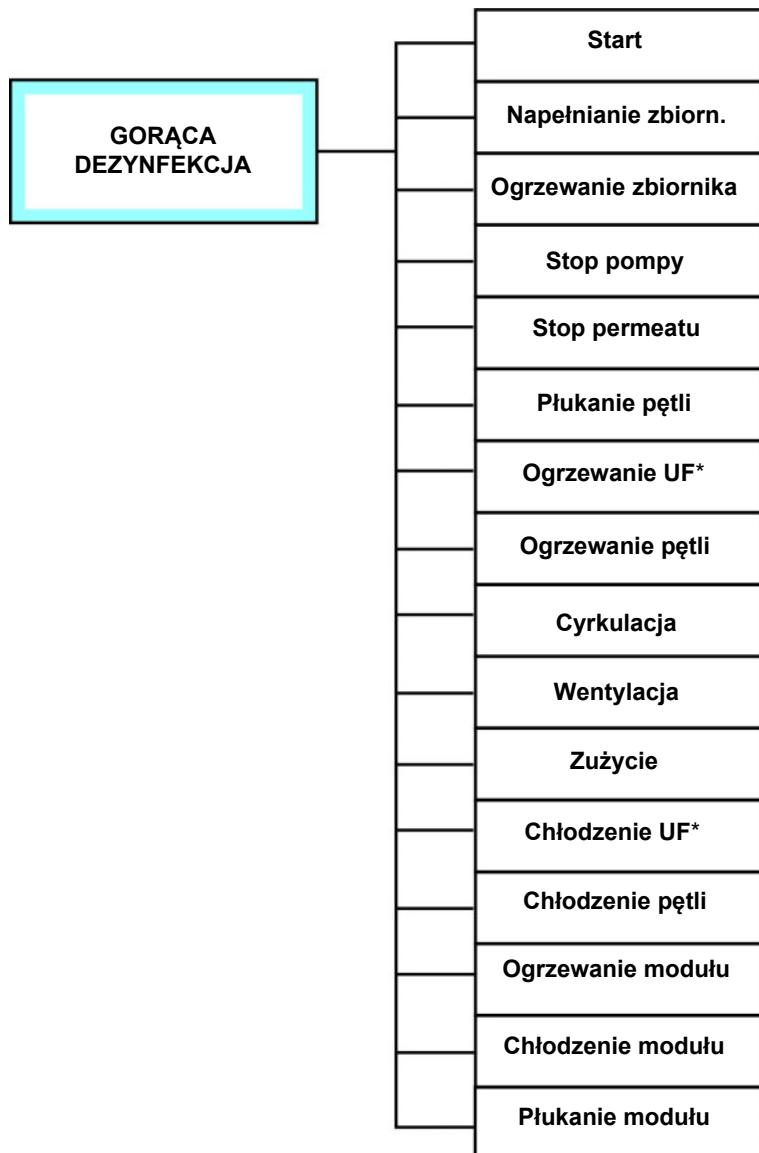 GORĄCA
DEZYNFEKCJA
Start
Napełnianie zbiorn.
Ogrzewanie zbiornika
Stop pompy
Stop permeatu
Płukanie pętli
Ogrzewanie UF*
Ogrzewanie pętli
Cyrkulacja
Wentylacja
Zużycie
Chłodzenie UF*
Chłodzenie pętli
Ogrzewanie modułu
Chłodzenie modułu
Płukanie modułu